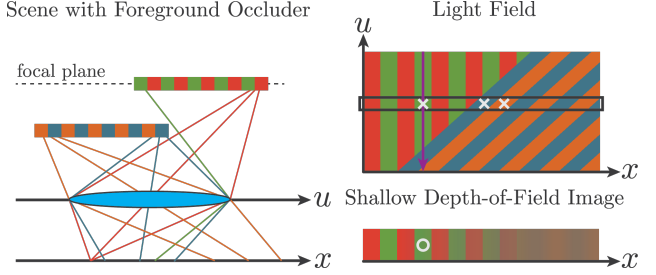 Scene with Foreground Occluder
focal plane
u
x
Light Field
u
x
Shallow Depth-of-Field Image